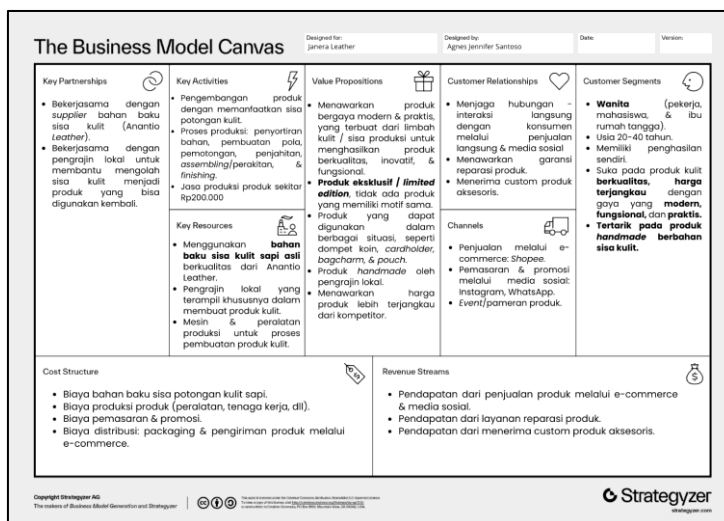 The Business Model Canvas
Designed for:
Janera Leather
Designed by:
Agnes Jennifer Santoso
Date:
Version:
Key Partnerships
• Bekerjasama dengan
supplier bahan baku
sisa kulit (Anantio
Leather).
• Bekerjasama dengan
pengrajin lokal untuk
membantu mengolah
sisa kulit menjadi
produk yang bisa
digunakan kembali.
Key Activities
• Pengembangan produk
dengan memanfaatkan sisa
potongan kulit.
• Proses produksi: penyortiran
bahan, pembuatan pola,
pemotongan, penjahitan,
assembling/perakitan, &
finishing.
• Jasa produksi produk sekitar
Rp200.000
Key Resources
• Menggunakan bahan
baku sisa kulit sapi asli
berkualitas dari Anantio
Leather.
• Pengrajin lokal yang
terampil khususnya dalam
membuat produk kulit.
• Mesin & peralatan
produksi untuk proses
pembuatan produk kulit.
Value Propositions
• Menawarkan produk
bergaya modern & praktis,
yang terbuat dari limbah
kulit / sisa produksi untuk
menghasilkan produk
berkualitas, inovatif, &
fungsional.
• Produk eksklusif / limited
edition, tidak ada produk
yang memiliki motif sama.
• Produk yang dapat
digunakan dalam
berbagai situasi, seperti
dompet koin, cardholder,
bagcharm, & pouch.
• Produk handmade oleh
pengrajin lokal.
• Menawarkan harga
produk lebih terjangkau
dari kompetitor.
Customer Relationships
• Menjaga hubungan -
interaksi langsung
dengan konsumen
melalui penjualan
langsung & media sosial
• Menawarkan garansi
reparasi produk.
• Menerima custom produk
aksesoris.
Channels
• Penjualan melalui e-
commerce: Shopee.
• Pemasaran & promosi
melalui media sosial:
Instagram, WhatsApp.
• Event/pameran produk.
Customer Segments
• Wanita (pekerja,
mahasiswa, & ibu
rumah tangga).
• Usia 20-40 tahun.
• Memiliki penghasilan
sendiri.
• Suka pada produk kulit
berkualitas, harga
terjangkau dengan
gaya yang modern,
fungsional, dan praktis.
• Tertarik pada produk
handmade berbahan
sisa kulit.
Cost Structure
• Biaya bahan baku sisa potongan kulit sapi.
• Biaya produksi produk (peralatan, tenaga kerja, dll).
• Biaya pemasaran & promosi.
• Biaya distribusi: packaging & pengiriman produk melalui
e-commerce.
Revenue Streams
• Pendapatan dari penjualan produk melalui e-commerce
& media sosial.
• Pendapatan dari layanan reparasi produk.
• Pendapatan dari menerima custom produk aksesoris.
Copyright Strategyzer AG
The makers of Business Model Generation and Strategyzer
Strategyzer
strategyzer.com